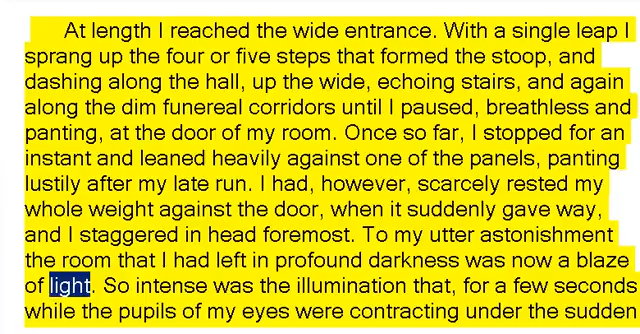 At length I reached the wide entrance. With a single leap I
sprang up the four or five steps that formed the stoop, and
dashing along the hall, up the wide, echoing stairs, and again
along the dim funereal corridors until I paused, breathless and
panting, at the door of my room. Once so far, I stopped for an
instant and leaned heavily against one of the panels, panting
lustily after my late run. I had, however, scarcely rested my
whole weight against the door, when it suddenly gave way,
and I staggered in head foremost. To my utter astonishment
the room that I had left in profound darkness was now a blaze
of light. So intense was the illumination that, for a few seconds
while the pupils of my eyes were contracting under the sudden